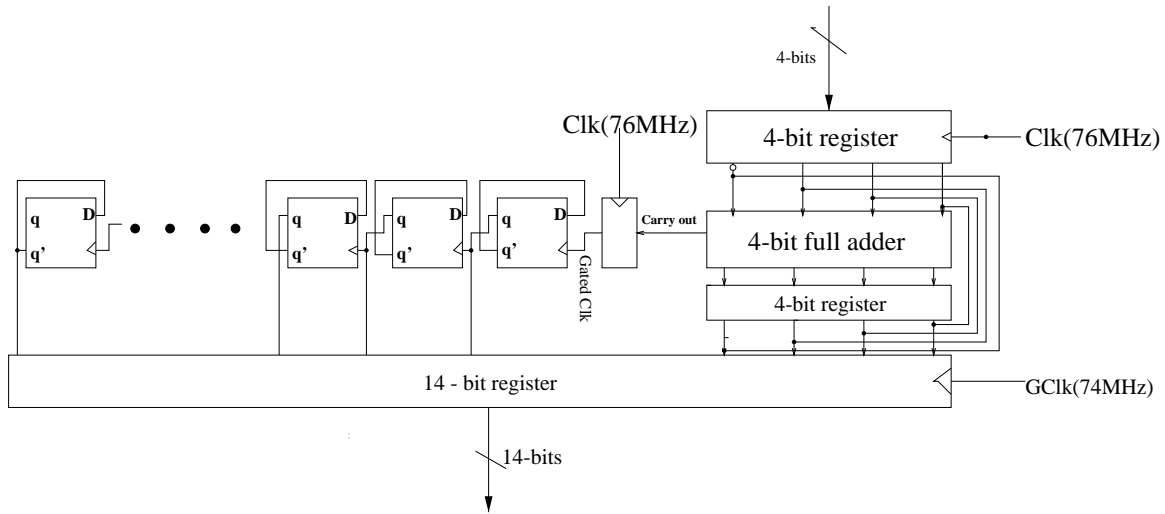 4-bits
Clk(76MHz)
4-bit register
Clk(76MHz)
q D
q'
q D
q'
q D
q'
q D
q'
Gated Clk
Carry out
4-bit full adder
4-bit register
14 - bit register
GClk(74MHz)
14-bits